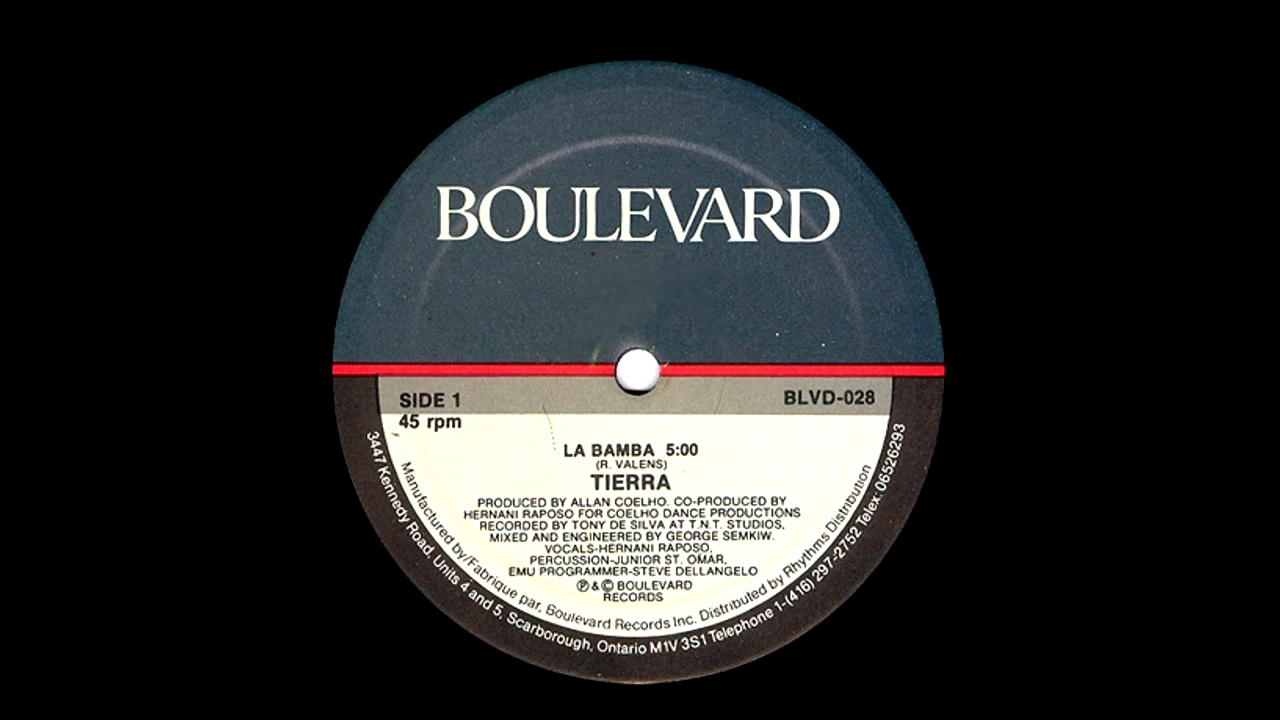 BOULEVARD
SIDE 1
BLVD-028
45 rpm
LA BAMBA 5:00
(R. VALENS)
TIERRA
PRODUCED BY ALLAN COELHO. CO-PRODUCED BY
HERNANI RAPOSO FOR COELHO DANCE PRODUCTIONS
RECORDED BY TONY DE SILVA AT T.N.T. STUDIOS,
MIXED AND ENGINEERED BY GEORGE SEMKIW.
VOCALS-HERNANI RAPOSO,
PERCUSSION-JUNIOR ST. OMAR,
EMU PROGRAMMER-STEVE DELLANGELO
Ⓟ & © BOULEVARD
RECORDS
Manufactured by/Fabrique par, Boulevard Records Inc. Distributed by Rhythms Distribution
3447 Kennedy Road, Units 4 and 5, Scarborough, Ontario M1V 3S1 Telephone 1-(416) 297-2752 Telex: 06526293